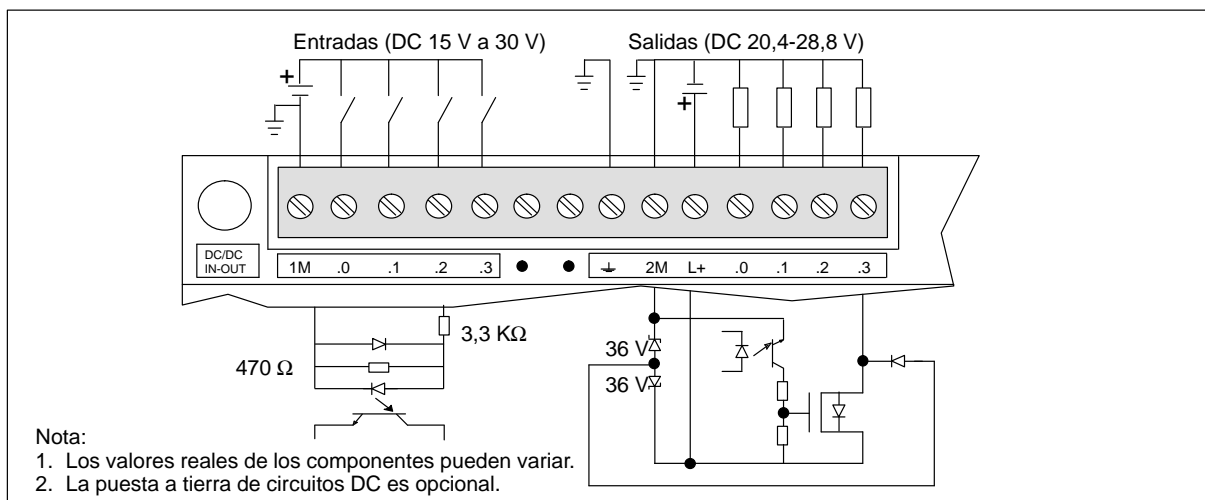 Entradas (DC 15 V a 30 V)
Salidas (DC 20,4-28,8 V)
+
+
DC/DC
IN-OUT
1M .0 .1 .2 .3 2M L+ .0 .1 .2 .3
3,3 KΩ
470 Ω
36 V
36 V
Nota:
1. Los valores reales de los componentes pueden variar.
2. La puesta a tierra de circuitos DC es opcional.